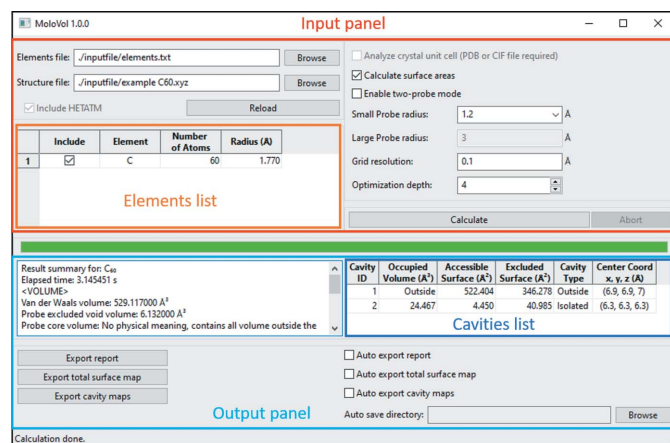 MoloVol 1.0.0
Input panel
Elements file: ./inputfile/elements.txt Browse
Structure file: ./inputfile/example C60.xyz Browse
Include HETATM Reload
Include Element Number of Atoms Radius (Å)
1 C 60 1.770
Elements list
Analyze crystal unit cell (PDB or CIF file required)
Calculate surface areas
Enable two-probe mode
Small Probe radius: 1.2 Å
Large Probe radius: 3 Å
Grid resolution: 0.1 Å
Optimization depth: 4
Calculate Abort
Result summary for: C₆₀
Elapsed time: 3.145451 s
<VOLUME>
Van der Waals volume: 529.117000 Å³
Probe excluded void volume: 6.132000 Å³
Probe core volume: No physical meaning, contains all volume outside the
Cavity Occupied Accessible Excluded Cavity Center Coord
ID Volume (Å³) Surface (Å²) Surface (Å²) Type x, y, z (Å)
1 Outside 522.404 346.278 Outside (6.9, 6.9, 7)
2 24.467 4.450 40.985 Isolated (6.3, 6.3, 6.3)
Cavities list
Export report
Export total surface map
Export cavity maps
Output panel
Auto export report
Auto export total surface map
Auto export cavity maps
Auto save directory: Browse
Calculation done.